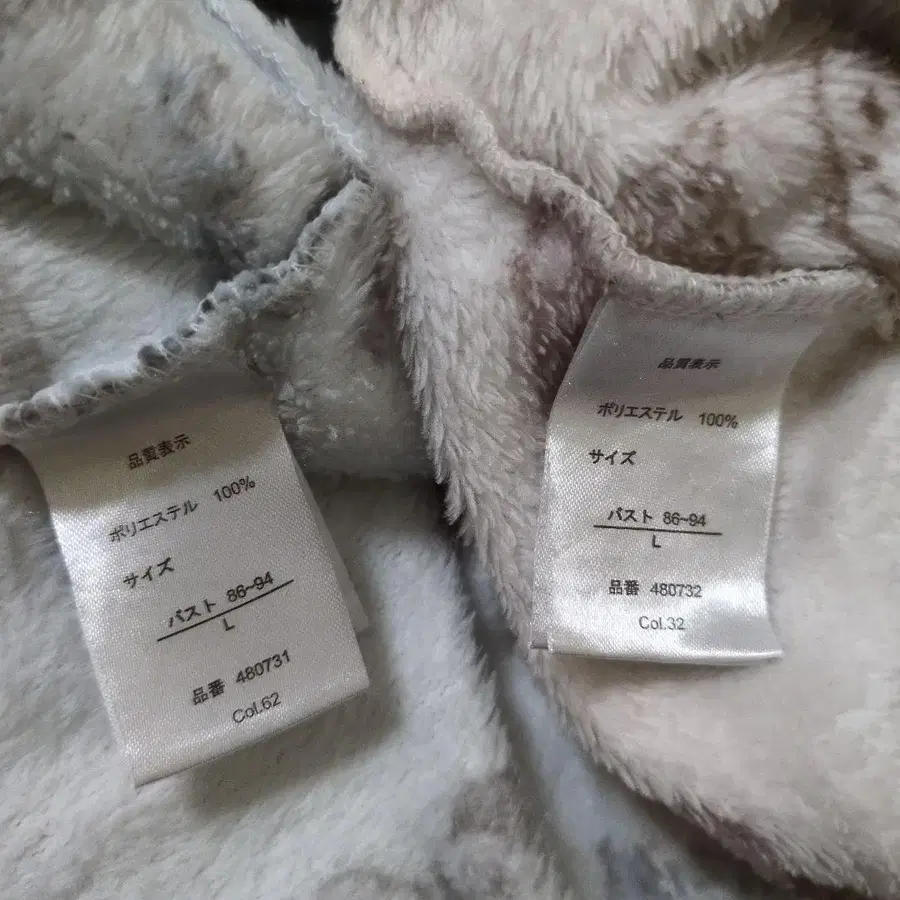 品質表示
ポリエステル 100%
サイズ
バスト 86~94
L
品番 480731
Col.62
品質表示
ポリエステル 100%
サイズ
バスト 86~94
L
品番 480732
Col.32